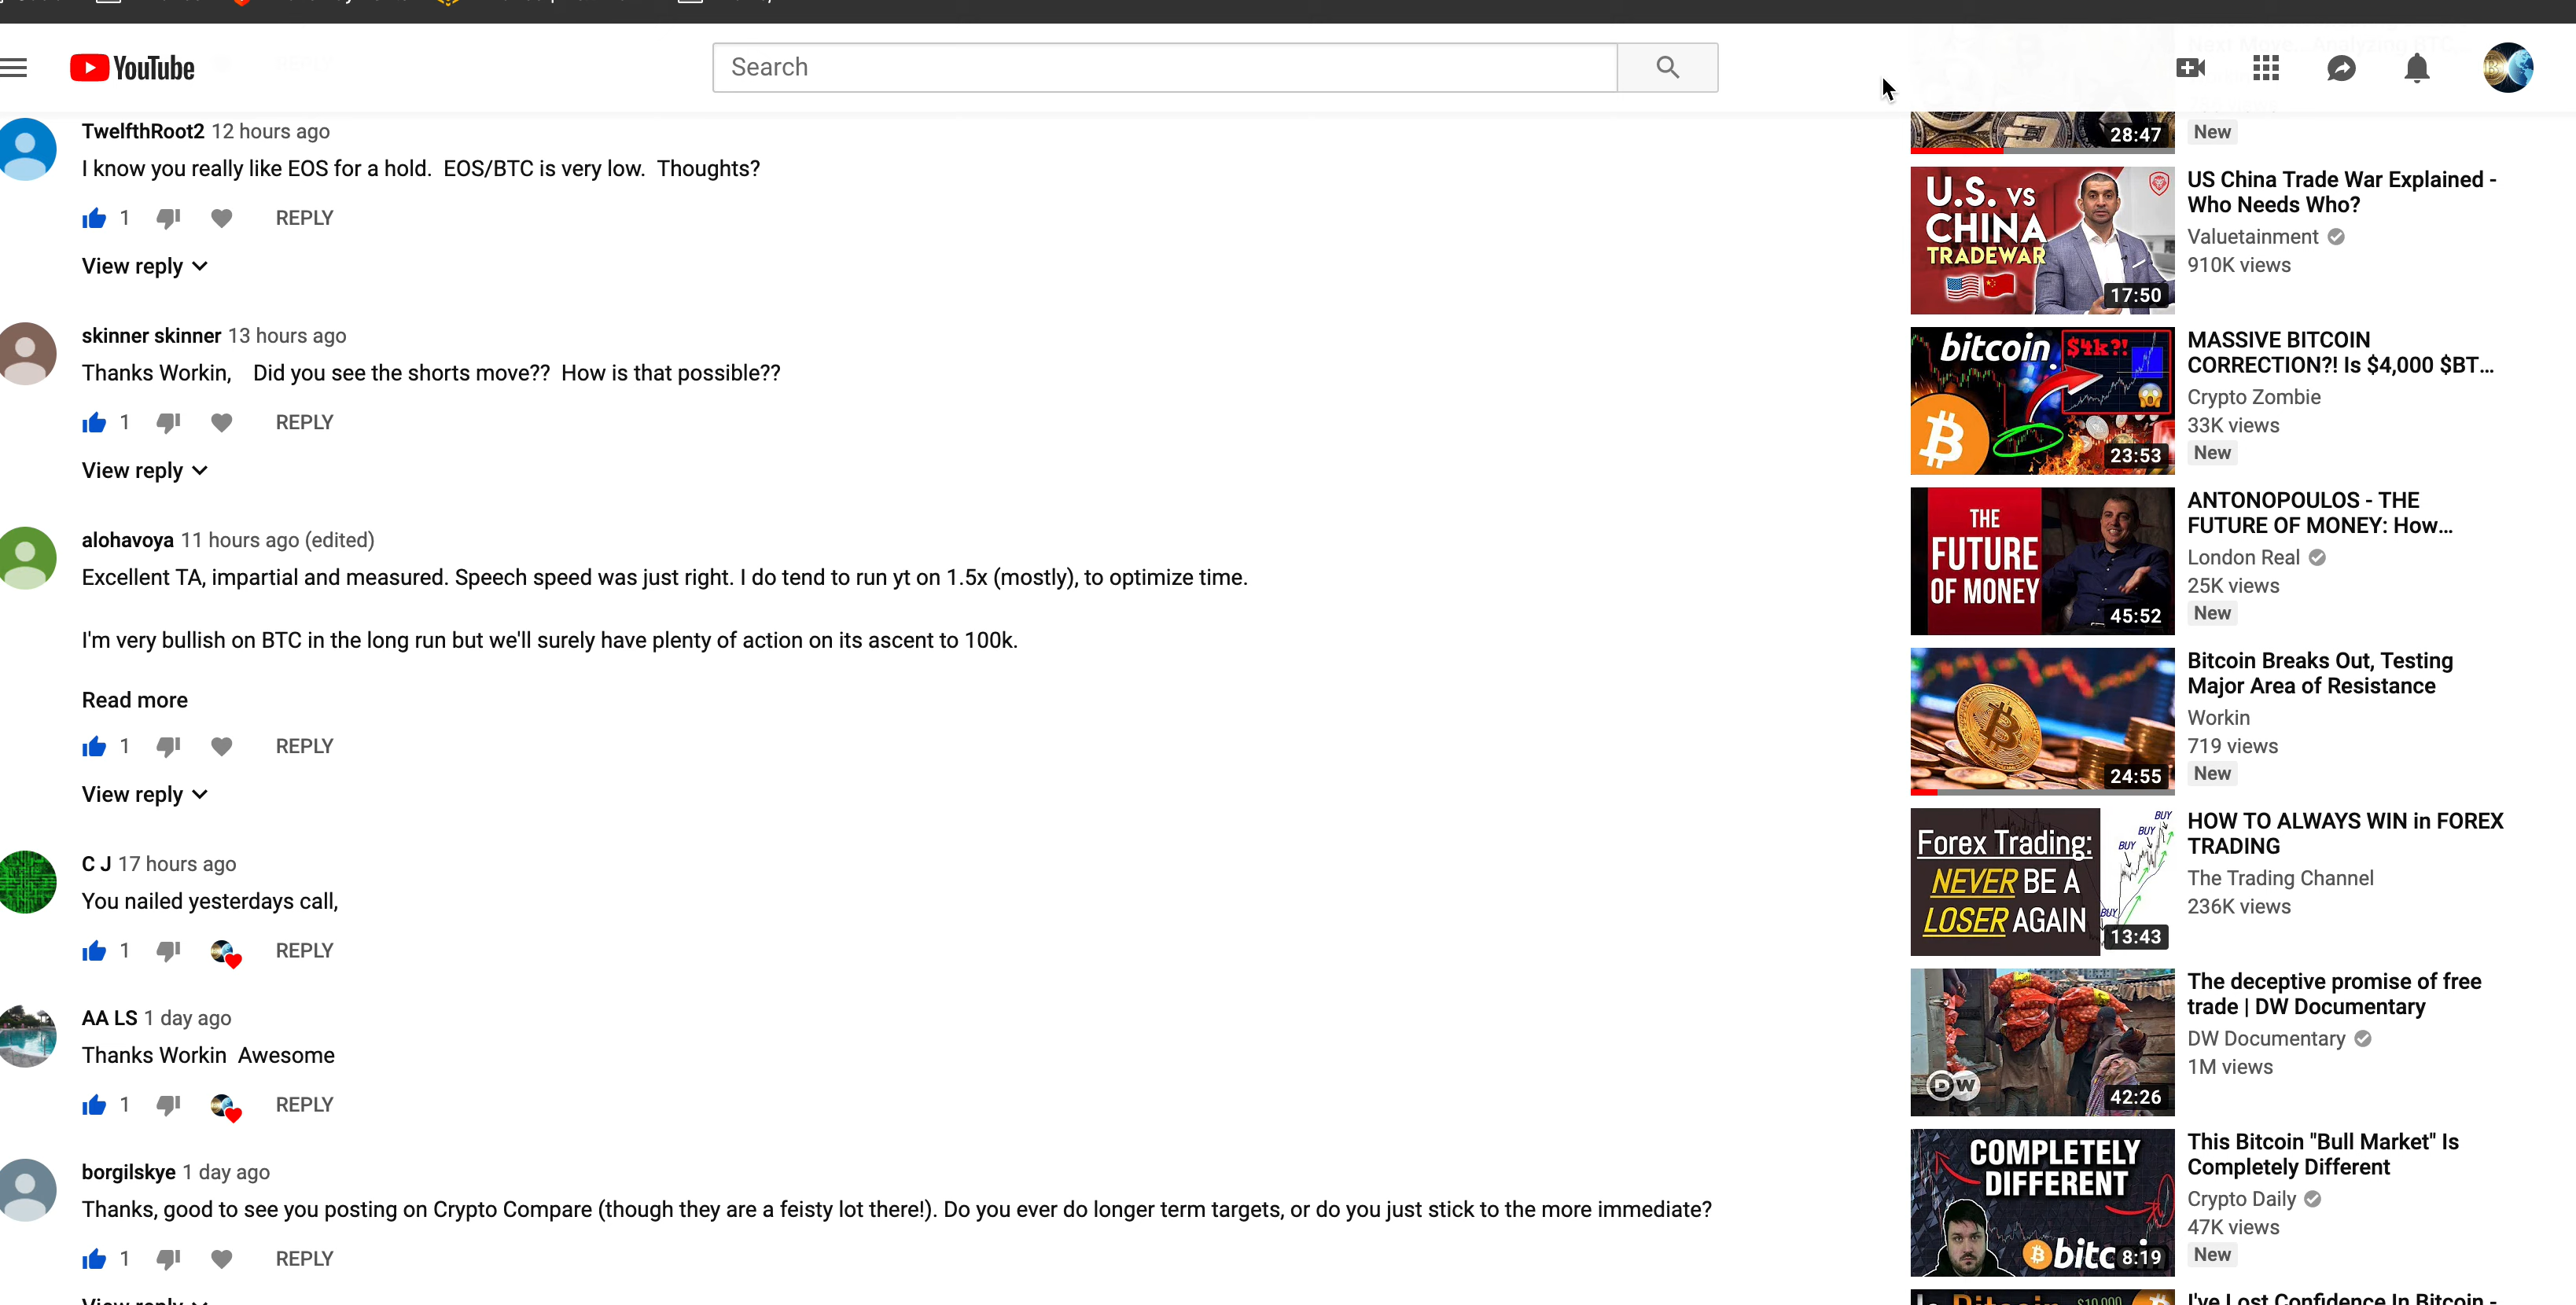 YouTube
Search
TwelfthRoot2 12 hours ago
I know you really like EOS for a hold.  EOS/BTC is very low.  Thoughts?
1 REPLY
View reply
skinner skinner 13 hours ago
Thanks Workin,    Did you see the shorts move??  How is that possible??
1 REPLY
View reply
alohavoya 11 hours ago (edited)
Excellent TA, impartial and measured. Speech speed was just right. I do tend to run yt on 1.5x (mostly), to optimize time.
I'm very bullish on BTC in the long run but we'll surely have plenty of action on its ascent to 100k.
Read more
1 REPLY
View reply
C J 17 hours ago
You nailed yesterdays call,
1 REPLY
AA LS 1 day ago
Thanks Workin  Awesome
1 REPLY
borgilskye 1 day ago
Thanks, good to see you posting on Crypto Compare (though they are a feisty lot there!). Do you ever do longer term targets, or do you just stick to the more immediate?
1 REPLY
View reply
28:47
New
U.S. VS
CHINA
TRADEWAR
17:50
US China Trade War Explained -
Who Needs Who?
Valuetainment
910K views
bitcoin
$4k?!
23:53
MASSIVE BITCOIN
CORRECTION?! Is $4,000 $BT...
Crypto Zombie
33K views
New
THE
FUTURE
OF MONEY
45:52
ANTONOPOULOS - THE
FUTURE OF MONEY: How...
London Real
25K views
New
24:55
Bitcoin Breaks Out, Testing
Major Area of Resistance
Workin
719 views
New
Forex Trading:
NEVER BE A
LOSER AGAIN
BUY
BUY
BUY
BUY
13:43
HOW TO ALWAYS WIN in FOREX
TRADING
The Trading Channel
236K views
DW
42:26
The deceptive promise of free
trade | DW Documentary
DW Documentary
1M views
COMPLETELY
DIFFERENT
bitc
8:19
This Bitcoin "Bull Market" Is
Completely Different
Crypto Daily
47K views
New
Bitcoin
$10,000
I've Lost Confidence In Bitcoin -